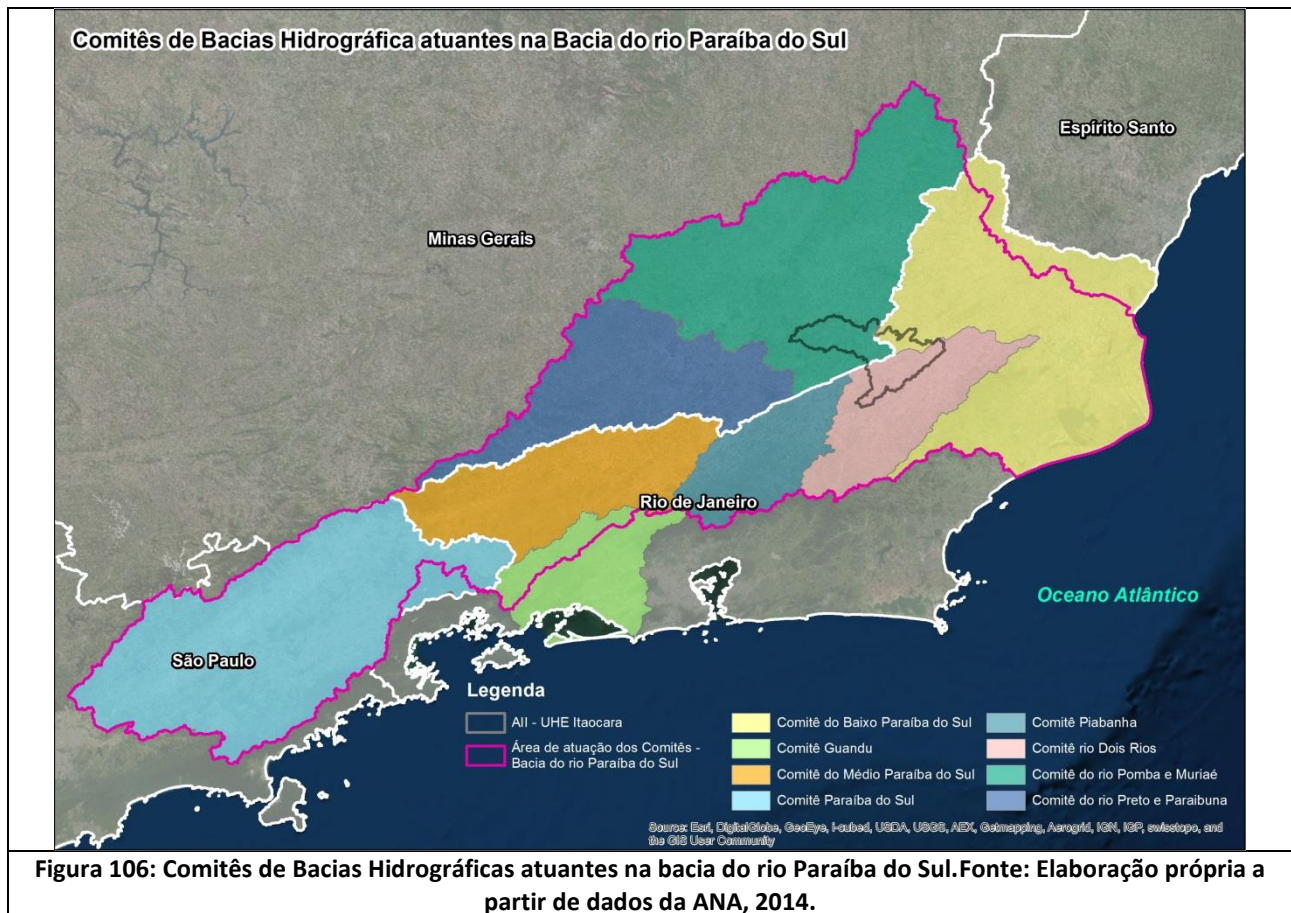 Comitês de Bacias Hidrográfica atuantes na Bacia do rio Paraíba do Sul
Espírito Santo
Minas Gerais
Rio de Janeiro
Oceano Atlântico
São Paulo
Legenda
AII - UHE Itaocara
Área de atuação dos Comitês -
Bacia do rio Paraíba do Sul
Comitê do Baixo Paraíba do Sul
Comitê Guandu
Comitê do Médio Paraíba do Sul
Comitê Paraíba do Sul
Comitê Piabanha
Comitê rio Dois Rios
Comitê do rio Pomba e Muriaé
Comitê do rio Preto e Paraibuna
Source: Esri, DigitalGlobe, GeoEye, i-cubed, USDA, USGS, AEX, Getmapping, Aerogrid, IGN, IGP, swisstopo, and
the GIS User Community
Figura 106: Comitês de Bacias Hidrográficas atuantes na bacia do rio Paraíba do Sul.Fonte: Elaboração própria a
partir de dados da ANA, 2014.